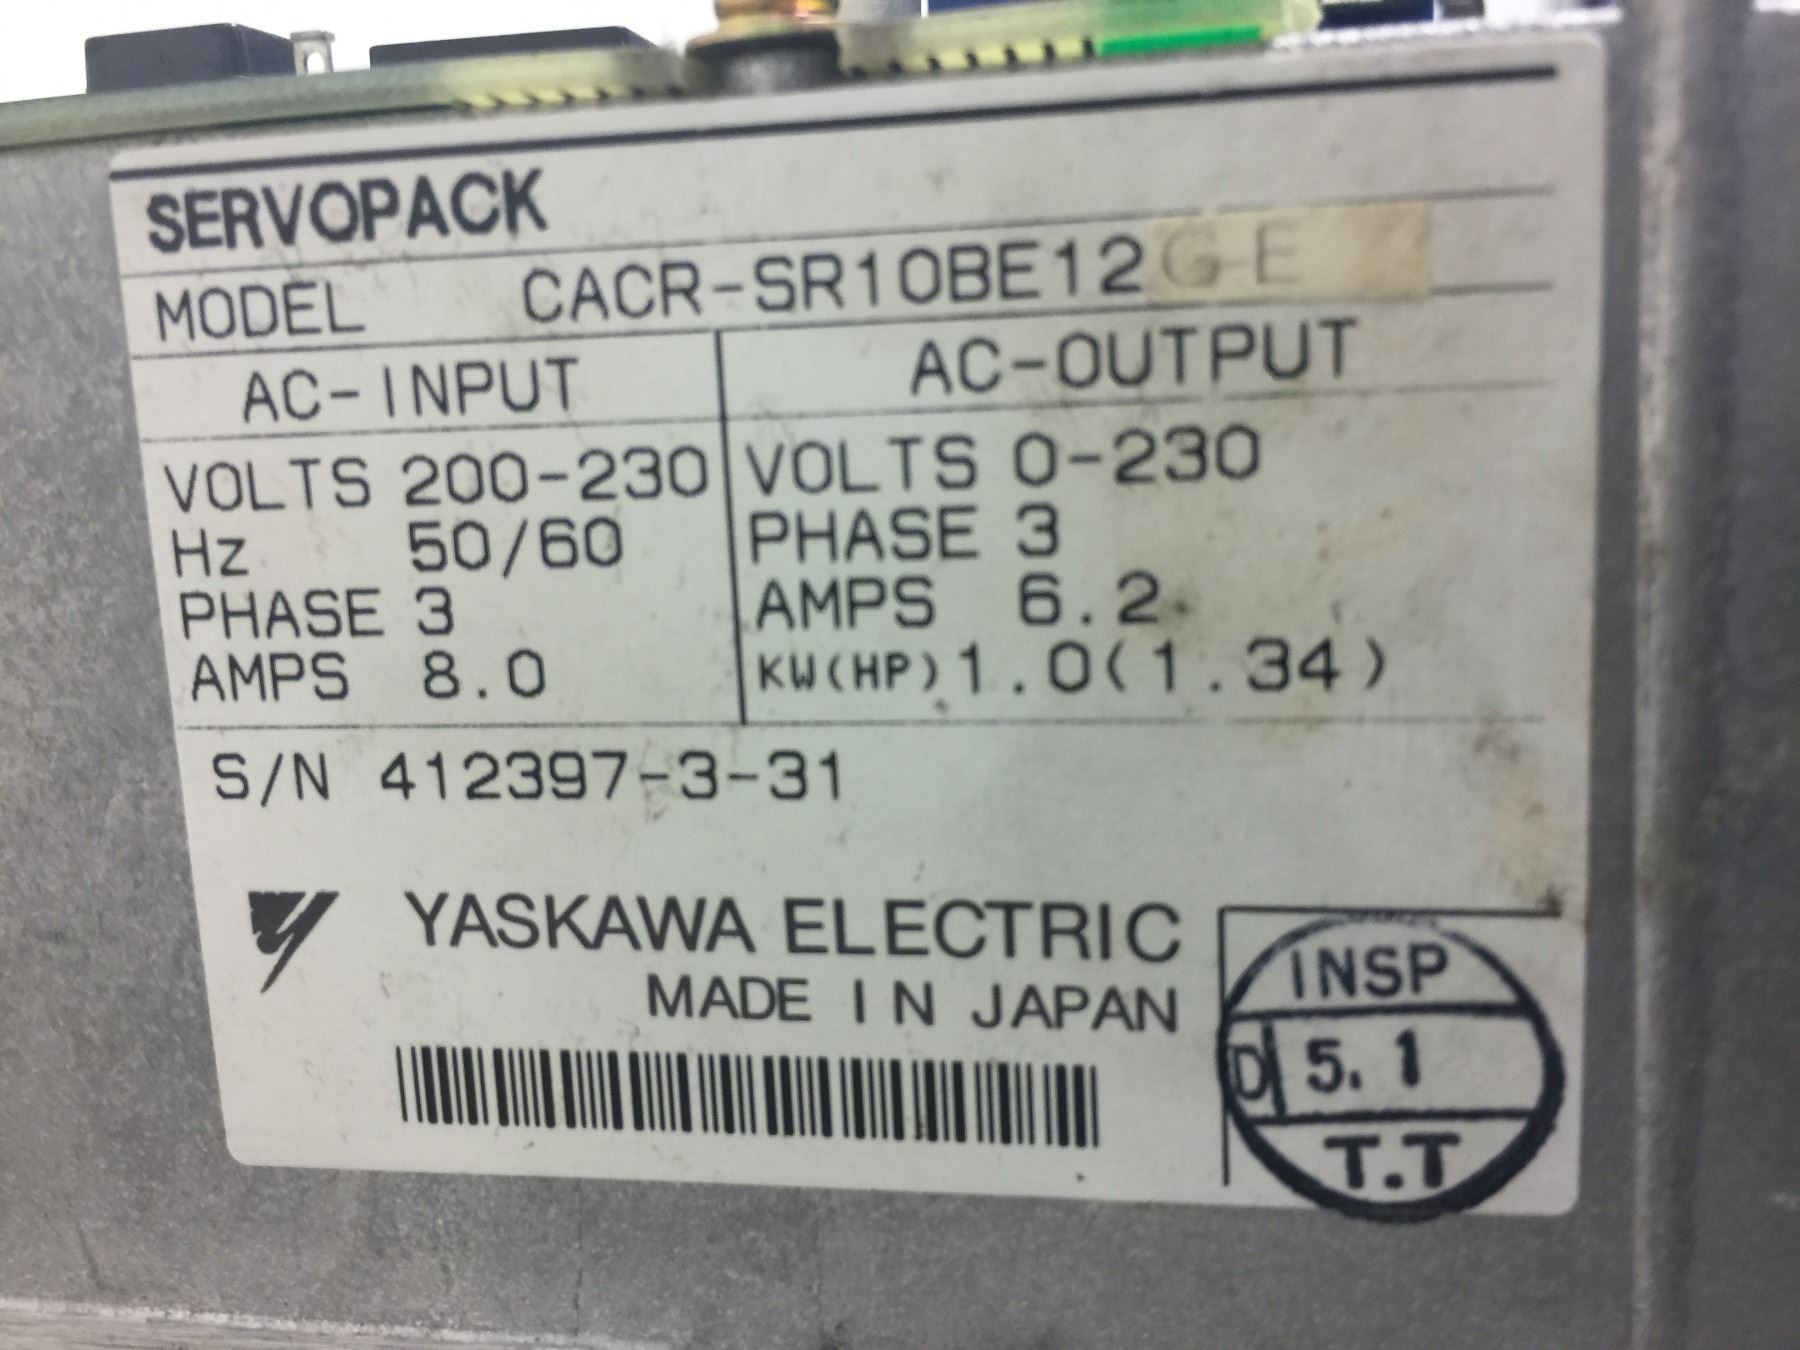 SERVOPACK
MODEL CACR-SR10BE12GE
AC-INPUT AC-OUTPUT
VOLTS 200-230 VOLTS 0-230
Hz 50/60 PHASE 3
PHASE 3 AMPS 6.2
AMPS 8.0 KW(HP) 1.0(1.34)
S/N 412397-3-31
YASKAWA ELECTRIC
MADE IN JAPAN
INSP
D 5.1
T.T